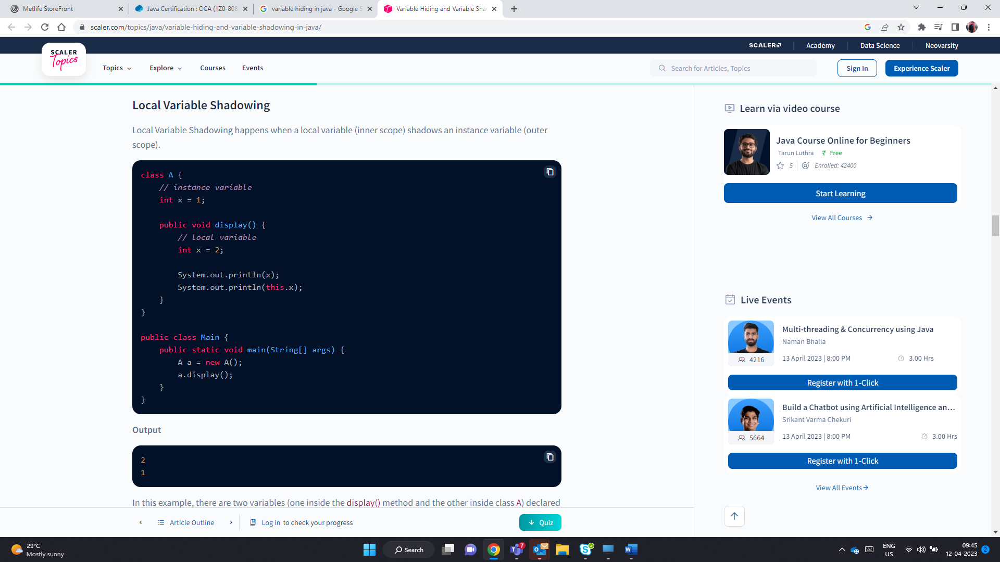 Metlife StoreFront
Java Certification : OCA (1Z0-808
variable hiding in java - Google S
Variable Hiding and Variable Sha
scaler.com/topics/java/variable-hiding-and-variable-shadowing-in-java/
SCALER
Academy
Data Science
Neovarsity
SCALER
Topics
Topics
Explore
Courses
Events
Search for Articles, Topics
Sign In
Experience Scaler
Local Variable Shadowing
Local Variable Shadowing happens when a local variable (inner scope) shadows an instance variable (outer
scope).
class A {
// instance variable
int x = 1;
public void display() {
// local variable
int x = 2;
System.out.println(x);
System.out.println(this.x);
}
}
public class Main {
public static void main(String[] args) {
A a = new A();
a.display();
}
}
Output
2
1
In this example, there are two variables (one inside the display() method and the other inside class A) declared
Article Outline
Log in to check your progress
Quiz
Learn via video course
Java Course Online for Beginners
Tarun Luthra
Free
5
Enrolled: 42400
Start Learning
View All Courses
Live Events
Multi-threading & Concurrency using Java
Naman Bhalla
4216
13 April 2023 | 8:00 PM
3.00 Hrs
Register with 1-Click
Build a Chatbot using Artificial Intelligence an...
Srikant Varma Chekuri
5664
13 April 2023 | 8:00 PM
3.00 Hrs
Register with 1-Click
View All Events
29°C
Mostly sunny
Search
7
ENG
US
09:45
12-04-2023
2